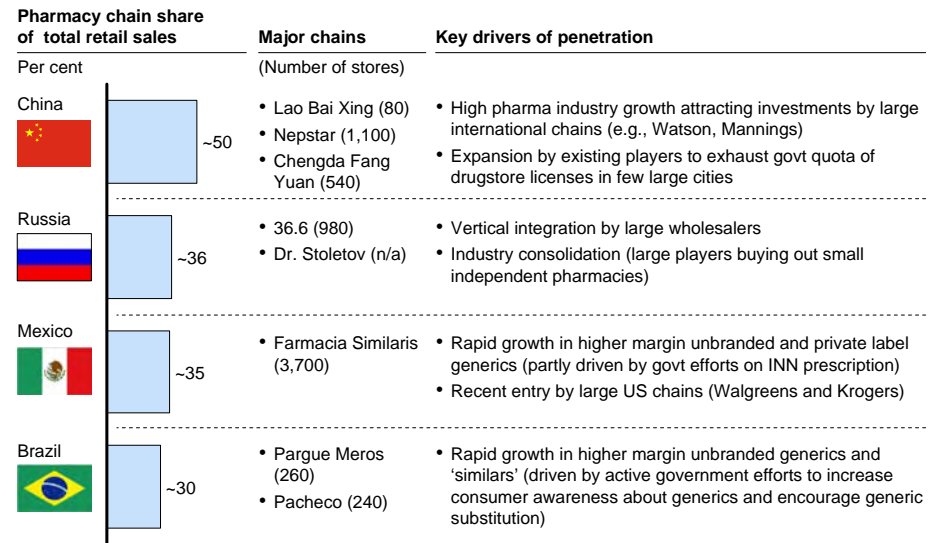 Pharmacy chain share
of total retail sales
Major chains
Key drivers of penetration
Per cent
(Number of stores)
China
~50
• Lao Bai Xing (80)
• Nepstar (1,100)
• Chengda Fang
Yuan (540)
• High pharma industry growth attracting investments by large
international chains (e.g., Watson, Mannings)
• Expansion by existing players to exhaust govt quota of
drugstore licenses in few large cities
Russia
~36
• 36.6 (980)
• Dr. Stoletov (n/a)
• Vertical integration by large wholesalers
• Industry consolidation (large players buying out small
independent pharmacies)
Mexico
~35
• Farmacia Similaris
(3,700)
• Rapid growth in higher margin unbranded and private label
generics (partly driven by govt efforts on INN prescription)
• Recent entry by large US chains (Walgreens and Krogers)
Brazil
~30
• Pargue Meros
(260)
• Pacheco (240)
• Rapid growth in higher margin unbranded generics and
‘similars’ (driven by active government efforts to increase
consumer awareness about generics and encourage generic
substitution)